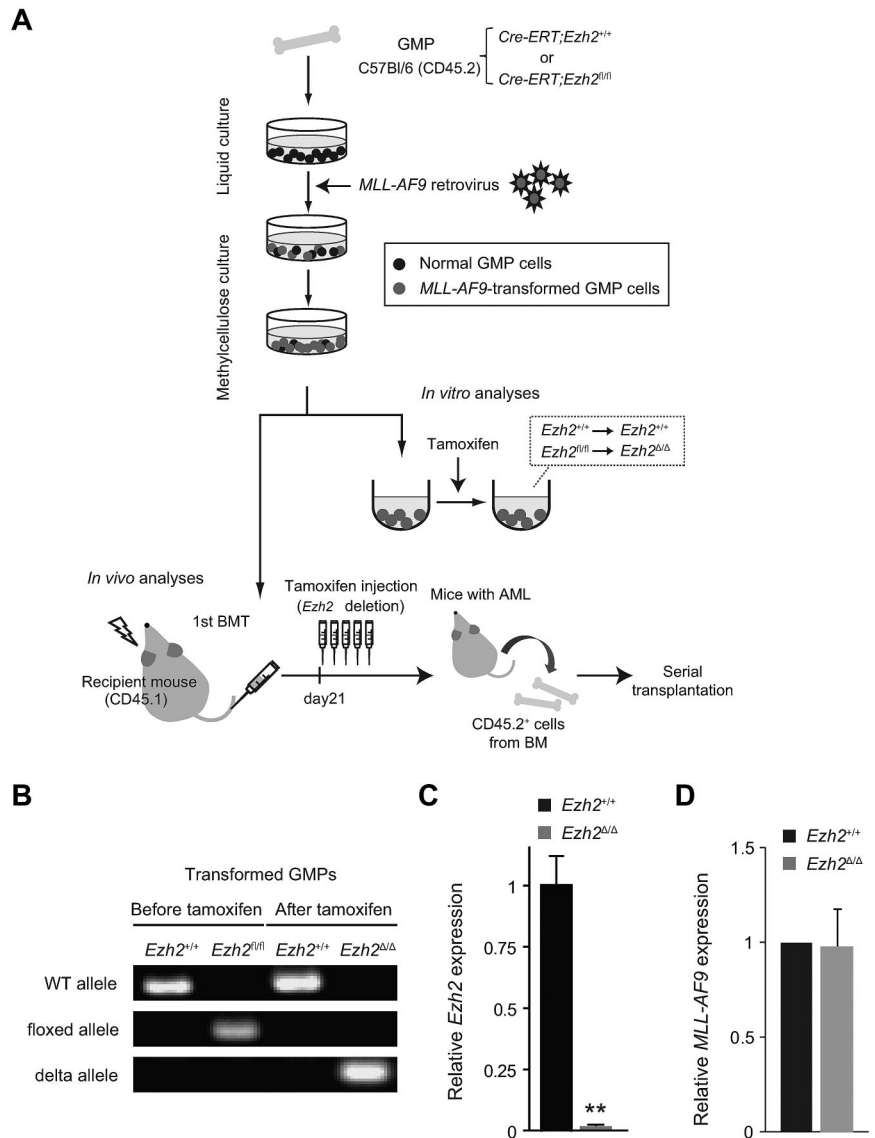 A
GMP
C57Bl/6 (CD45.2)
Cre-ERT;Ezh2+/+
or
Cre-ERT;Ezh2fl/fl
Liquid culture
MLL-AF9 retrovirus
Methylcellulose culture
Normal GMP cells
MLL-AF9-transformed GMP cells
In vitro analyses
Tamoxifen
Ezh2+/+ → Ezh2+/+
Ezh2fl/fl → Ezh2Δ/Δ
In vivo analyses
1st BMT
Tamoxifen injection
(Ezh2 deletion)
Mice with AML
Recipient mouse
(CD45.1)
day21
CD45.2+ cells
from BM
Serial
transplantation
B
Transformed GMPs
Before tamoxifen After tamoxifen
Ezh2+/+ Ezh2fl/fl Ezh2+/+ Ezh2Δ/Δ
WT allele
floxed allele
delta allele
C
Ezh2+/+
Ezh2Δ/Δ
Relative Ezh2 expression
1
0.75
0.5
0.25
0
**
D
Ezh2+/+
Ezh2Δ/Δ
Relative MLL-AF9 expression
1.5
1
0.5
0